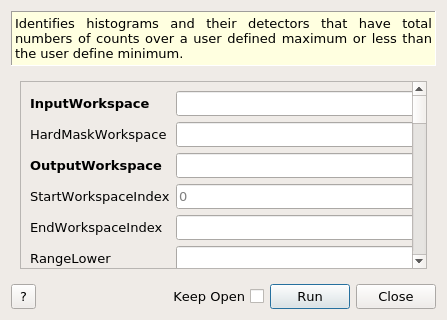 Identifies histograms and their detectors that have total
numbers of counts over a user defined maximum or less than
the user define minimum.
InputWorkspace
HardMaskWorkspace
OutputWorkspace
StartWorkspaceIndex 0
EndWorkspaceIndex
RangeLower
? Keep Open Run Close